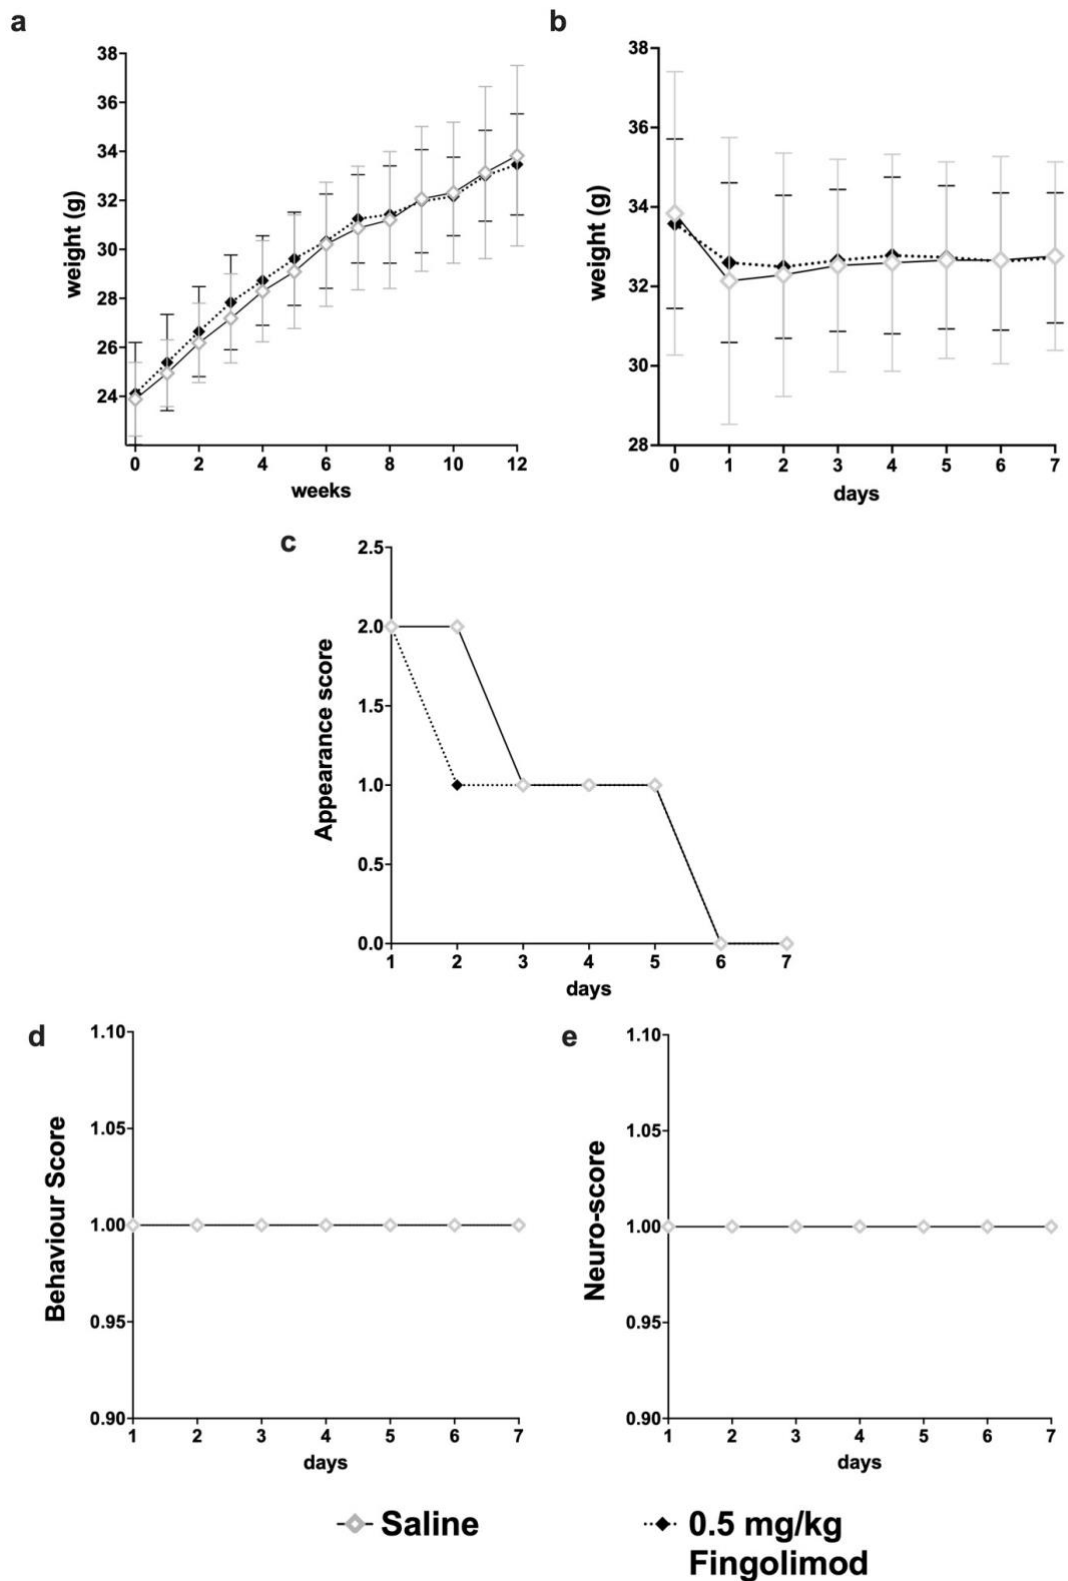 a
38
36
34
32
30
28
26
24
weight (g)
0 2 4 6 8 10 12
weeks
b
38
36
34
32
30
28
weight (g)
0 1 2 3 4 5 6 7
days
c
2.5
2.0
1.5
1.0
0.5
0.0
Appearance score
1 2 3 4 5 6 7
days
d
1.10
1.05
1.00
0.95
0.90
Behaviour Score
1 2 3 4 5 6 7
days
e
1.10
1.05
1.00
0.95
0.90
Neuro-score
1 2 3 4 5 6 7
days
Saline
0.5 mg/kg
Fingolimod